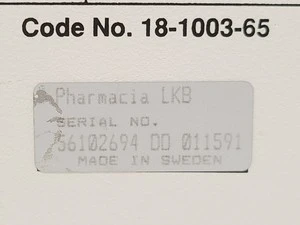 Code No. 18-1003-65
Pharmacia LKB
SERIAL NO.
56102694 DD 011591
MADE IN SWEDEN